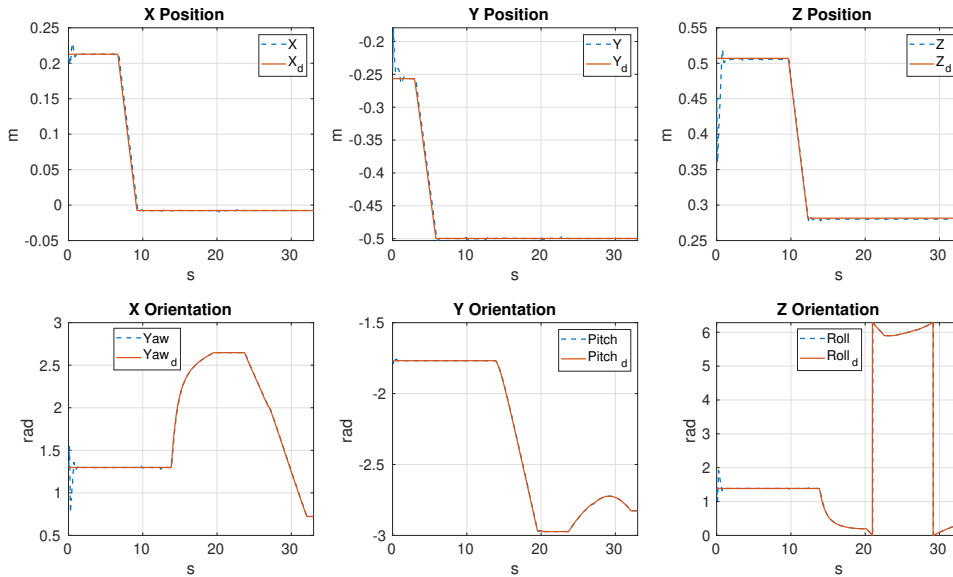 X Position
0.25
0.2
0.15
0.1
0.05
0
-0.05
m
X
X_d
0 10 20 30
s
Y Position
-0.2
-0.25
-0.3
-0.35
-0.4
-0.45
-0.5
m
Y
Y_d
0 10 20 30
s
Z Position
0.55
0.5
0.45
0.4
0.35
0.3
0.25
m
Z
Z_d
0 10 20 30
s
X Orientation
3
2.5
2
1.5
1
0.5
rad
Yaw
Yaw_d
0 10 20 30
s
Y Orientation
-1.5
-2
-2.5
-3
rad
Pitch
Pitch_d
0 10 20 30
s
Z Orientation
6
5
4
3
2
1
0
rad
Roll
Roll_d
0 10 20 30
s